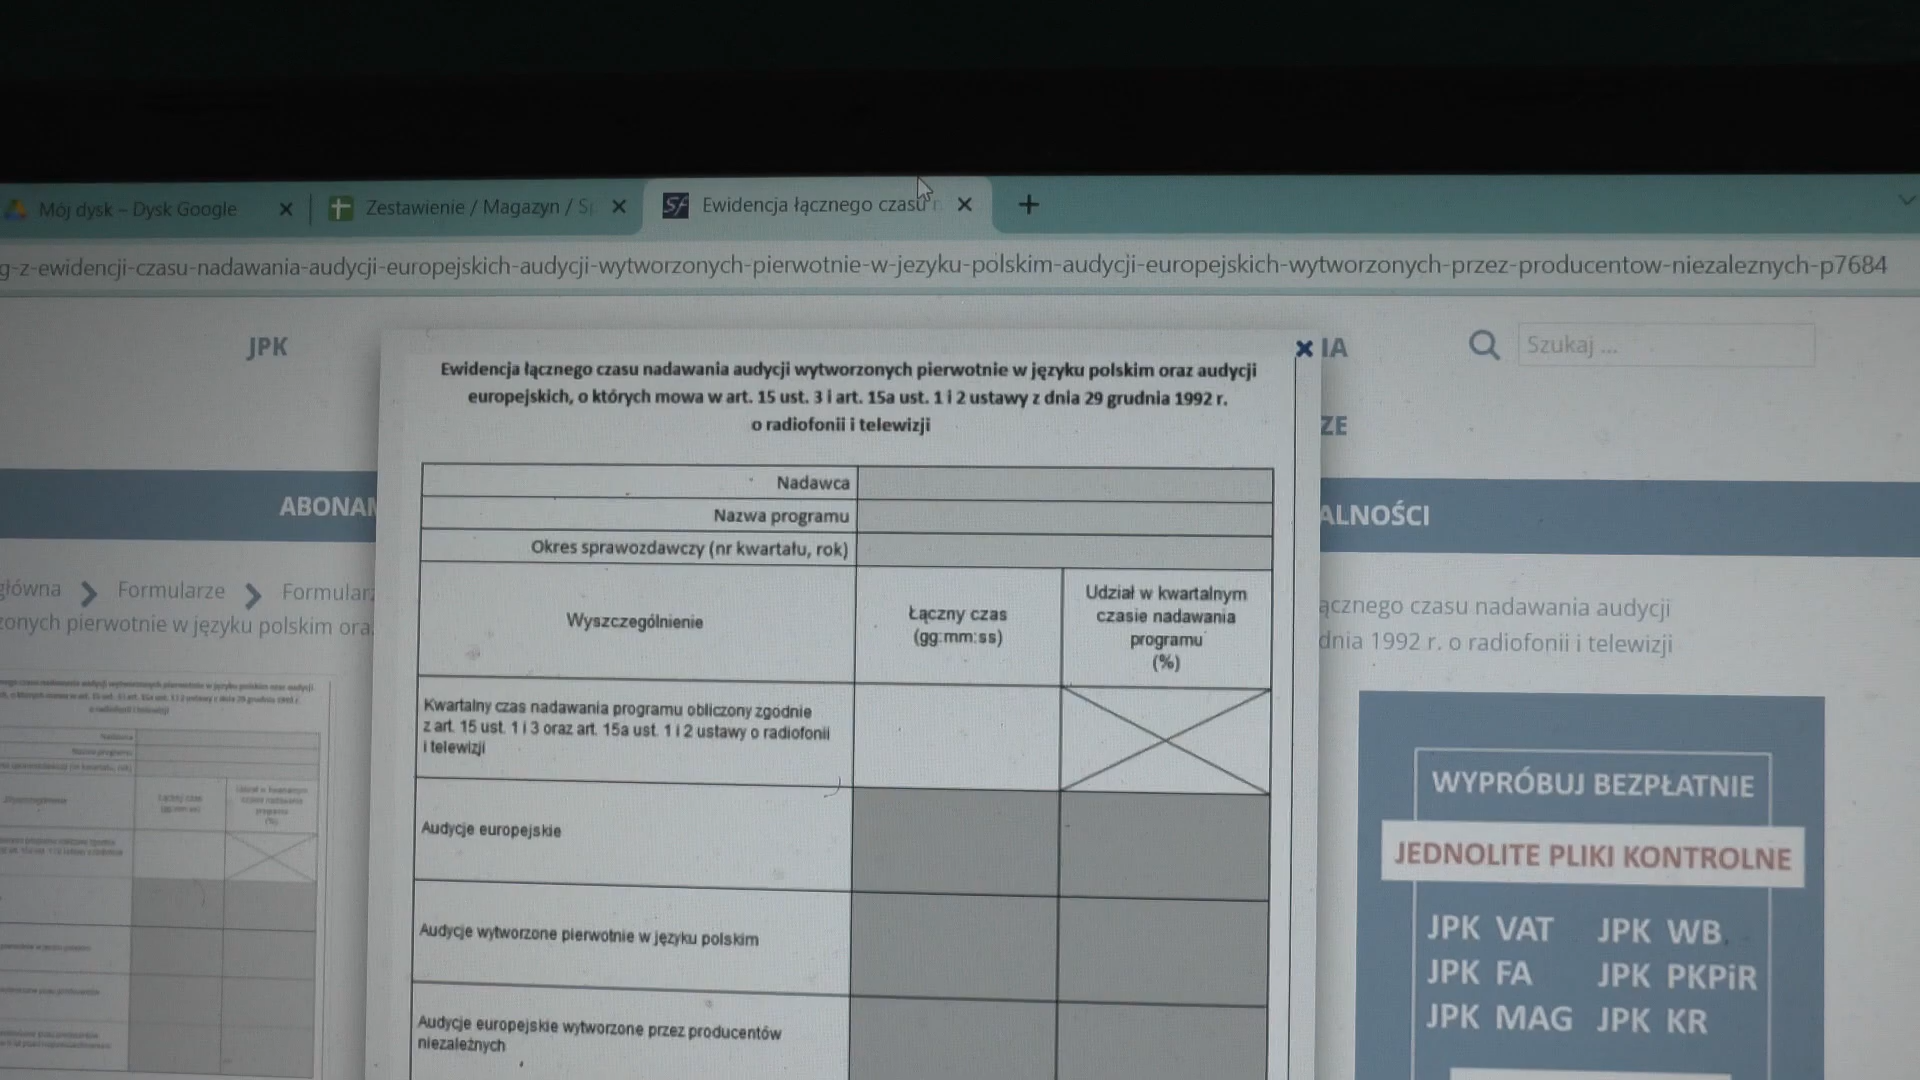 Mój dysk – Dysk Google
Zestawienie / Magazyn / Sp
Sf Ewidencja łącznego czasu n
g-z-ewidencji-czasu-nadawania-audycji-europejskich-audycji-wytworzonych-pierwotnie-w-jezyku-polskim-audycji-europejskich-wytworzonych-przez-producentow-niezaleznych-p7684
JPK
IA
Szukaj ...
ZE
ABONAM
ALNOŚCI
główna Formularze Formularz
zonych pierwotnie w języku polskim ora
ącznego czasu nadawania audycji
dnia 1992 r. o radiofonii i telewizji
Ewidencja łącznego czasu nadawania audycji wytworzonych pierwotnie w języku polskim oraz audycji
europejskich, o których mowa w art. 15 ust. 3 i art. 15a ust. 1 i 2 ustawy z dnia 29 grudnia 1992 r.
o radiofonii i telewizji
Nadawca
Nazwa programu
Okres sprawozdawczy (nr kwartału, rok)
Wyszczególnienie
Łączny czas
(gg:mm:ss)
Udział w kwartalnym
czasie nadawania
programu
(%)
Kwartalny czas nadawania programu obliczony zgodnie
z art. 15 ust. 1 i 3 oraz art. 15a ust. 1 i 2 ustawy o radiofonii
i telewizji
Audycje europejskie
Audycje wytworzone pierwotnie w języku polskim
Audycje europejskie wytworzone przez producentów
niezależnych
WYPRÓBUJ BEZPŁATNIE
JEDNOLITE PLIKI KONTROLNE
JPK VAT JPK WB
JPK FA JPK PKPiR
JPK MAG JPK KR